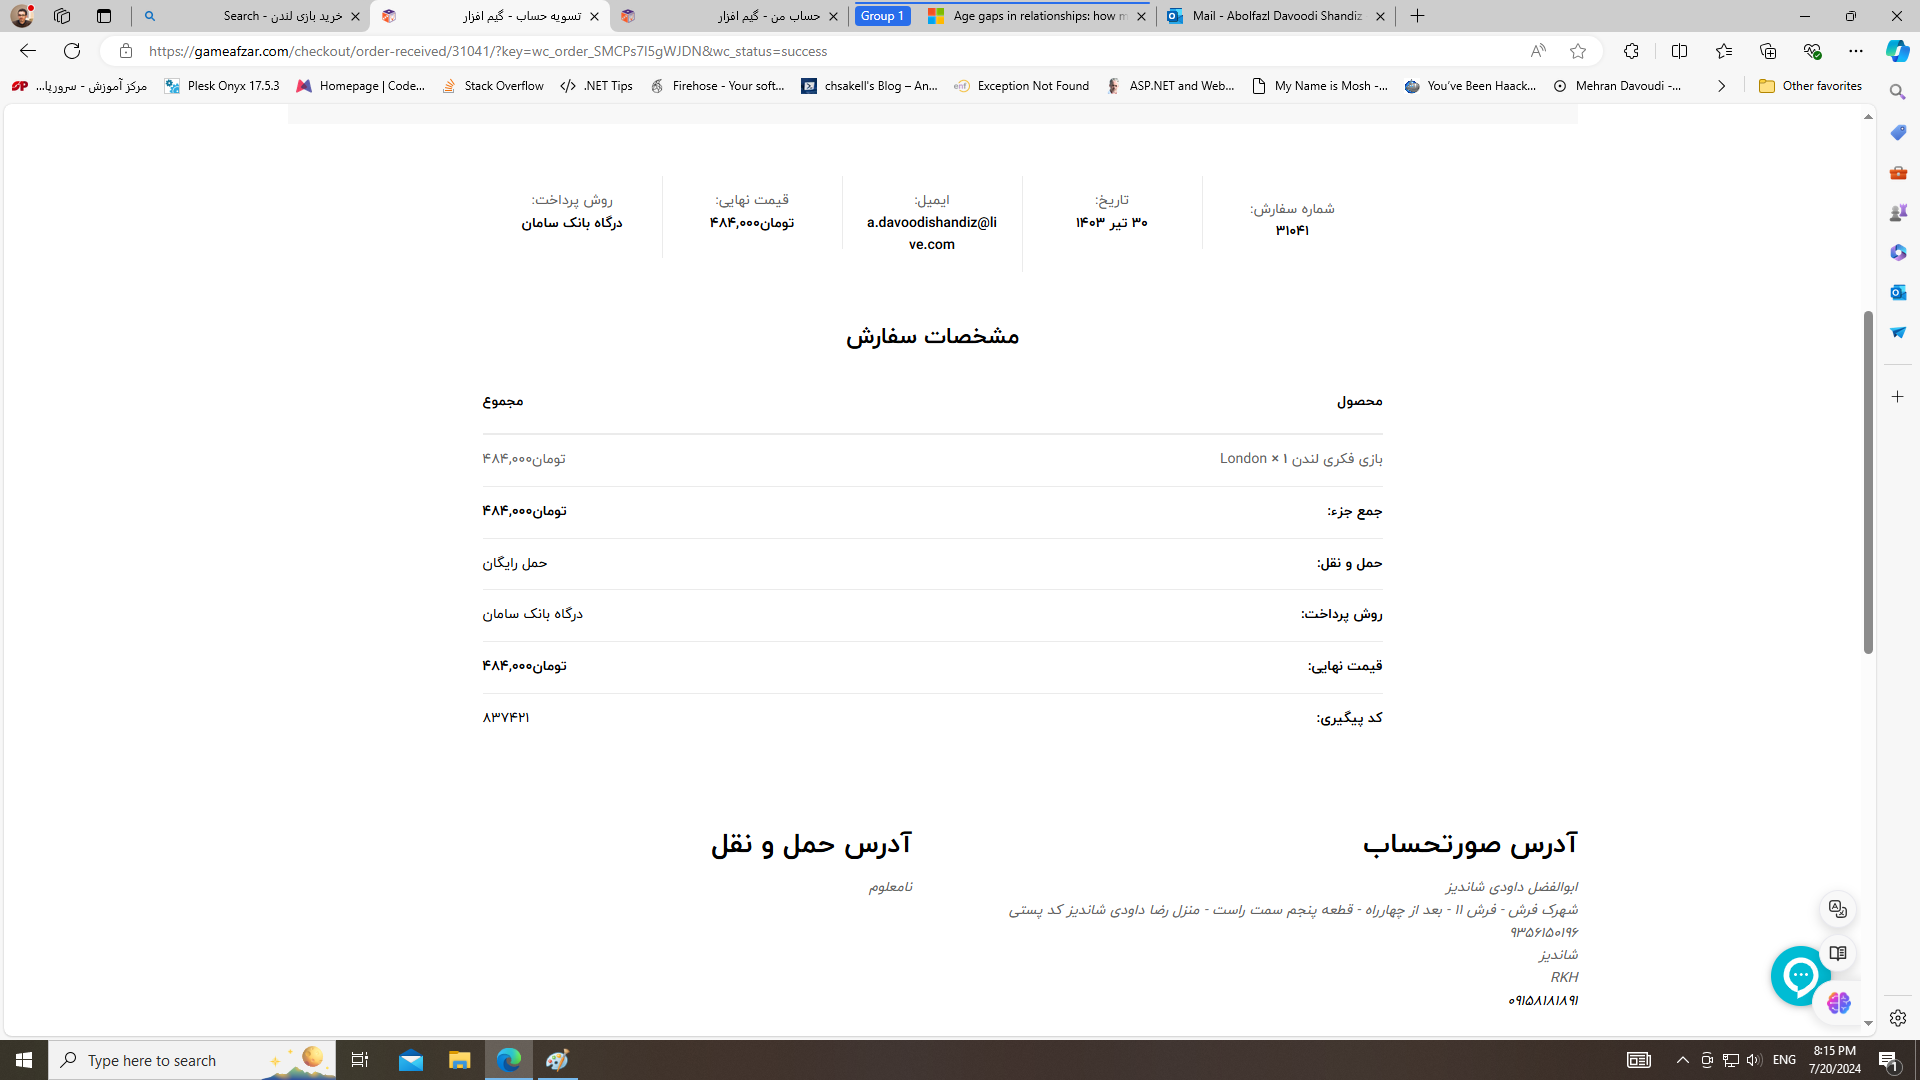 خرید بازی لندن - Search
تسویه حساب - گیم افزار
حساب من - گیم افزار
Group 1
Age gaps in relationships: how m
Mail - Abolfazl Davoodi Shandiz
https://gameafzar.com/checkout/order-received/31041/?key=wc_order_SMCPs7I5gWJDN&wc_status=success
مرکز آموزش - سرورپا...
Plesk Onyx 17.5.3
Homepage | Code...
Stack Overflow
.NET Tips
Firehose - Your soft...
chsakell's Blog – An...
Exception Not Found
ASP.NET and Web...
My Name is Mosh -...
You've Been Haack...
Mehran Davoudi -...
Other favorites
شماره سفارش:
۳۱۰۴۱
تاریخ:
۳۰ تیر ۱۴۰۳
ایمیل:
a.davoodishandiz@li
ve.com
قیمت نهایی:
تومان۴۸۴,۰۰۰
روش پرداخت:
درگاه بانک سامان
مشخصات سفارش
محصول
مجموع
بازی فکری لندن London × ۱
تومان۴۸۴,۰۰۰
جمع جزء:
تومان۴۸۴,۰۰۰
حمل و نقل:
حمل رایگان
روش پرداخت:
درگاه بانک سامان
قیمت نهایی:
تومان۴۸۴,۰۰۰
کد پیگیری:
۸۳۷۴۲۱
آدرس صورتحساب
ابوالفضل داودی شاندیز
شهرک فرش - فرش ۱۱ - بعد از چهارراه - قطعه پنجم سمت راست - منزل رضا داودی شاندیز کد پستی
۹۳۵۶۱۵۰۱۹۶
شاندیز
RKH
۰۹۱۵۸۱۸۱۸۹۱
آدرس حمل و نقل
نامعلوم
Type here to search
ENG
8:15 PM
7/20/2024
1